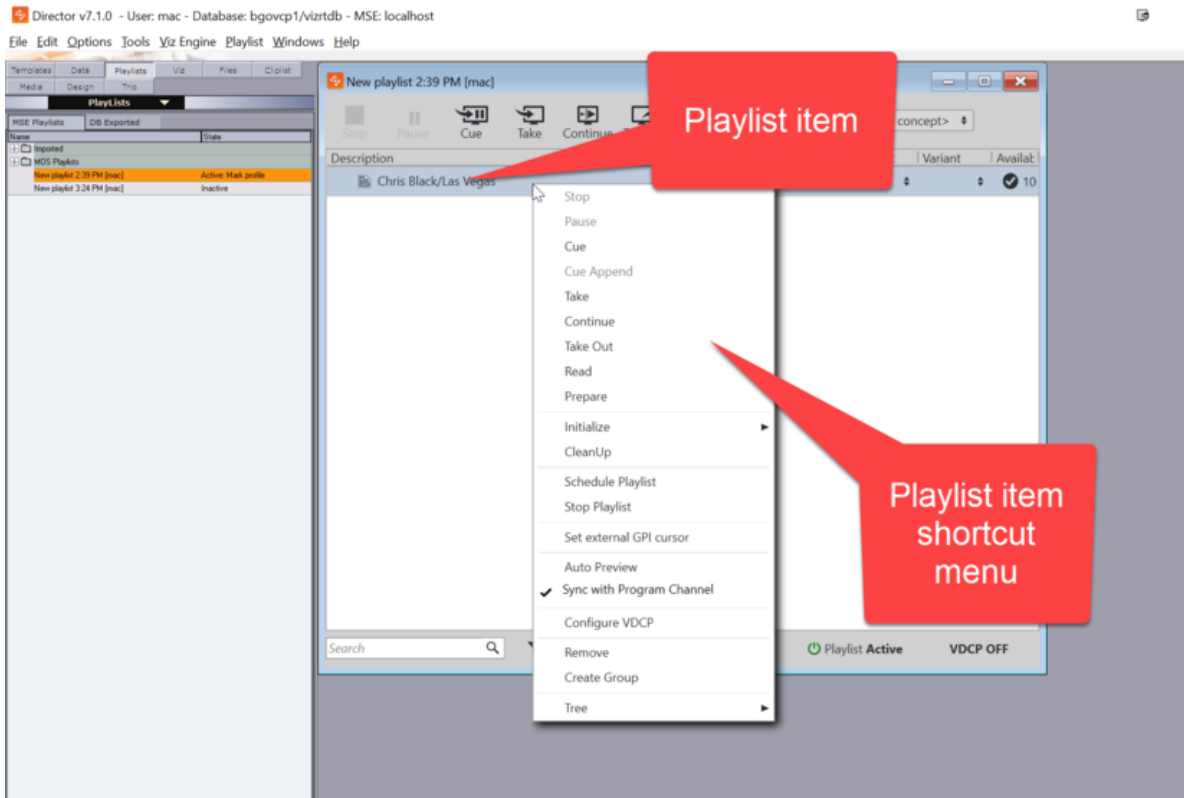 Director v7.1.0 - User: mac - Database: bgovcp1/vizrtdb - MSE: localhost
File Edit Options Tools Viz Engine Playlist Windows Help
Templates Data Playlists Viz Files Cliplist
Media Design Trio
PlayLists
MSE Playlists DB Exported
Name State
Imported
MOS Playlists
New playlist 2:39 PM [mac] Active: Mark profile
New playlist 3:24 PM [mac] Inactive
New playlist 2:39 PM [mac]
Stop Pause Cue Take Continue
concept>
Description Variant Availab
Chris Black/Las Vegas 10
Playlist item
Stop
Pause
Cue
Cue Append
Take
Continue
Take Out
Read
Prepare
Initialize
CleanUp
Schedule Playlist
Stop Playlist
Set external GPI cursor
Auto Preview
Sync with Program Channel
Configure VDCP
Remove
Create Group
Tree
Playlist item
shortcut
menu
Search Playlist Active VDCP OFF